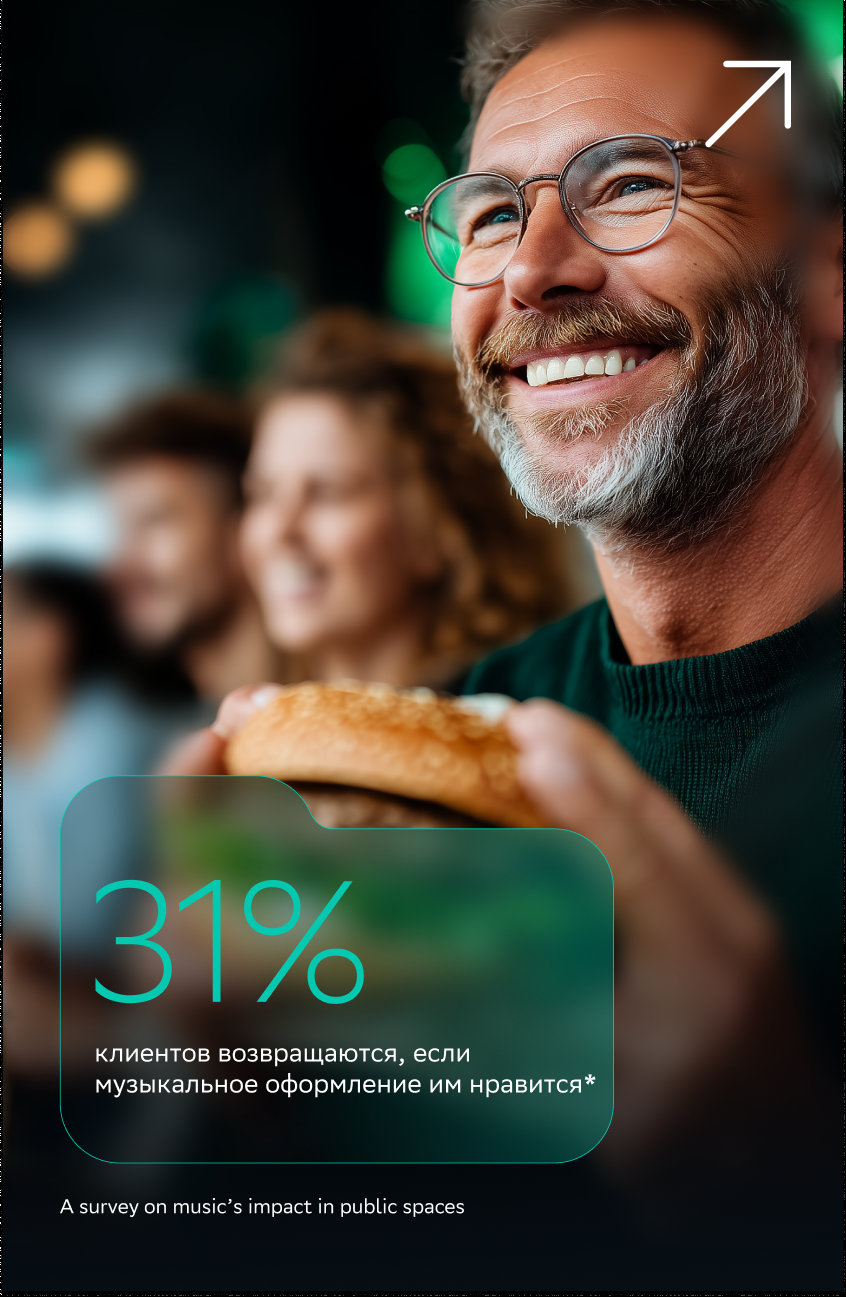 31%
клиентов возвращаются, если
музыкальное оформление им нравится*
A survey on music’s impact in public spaces